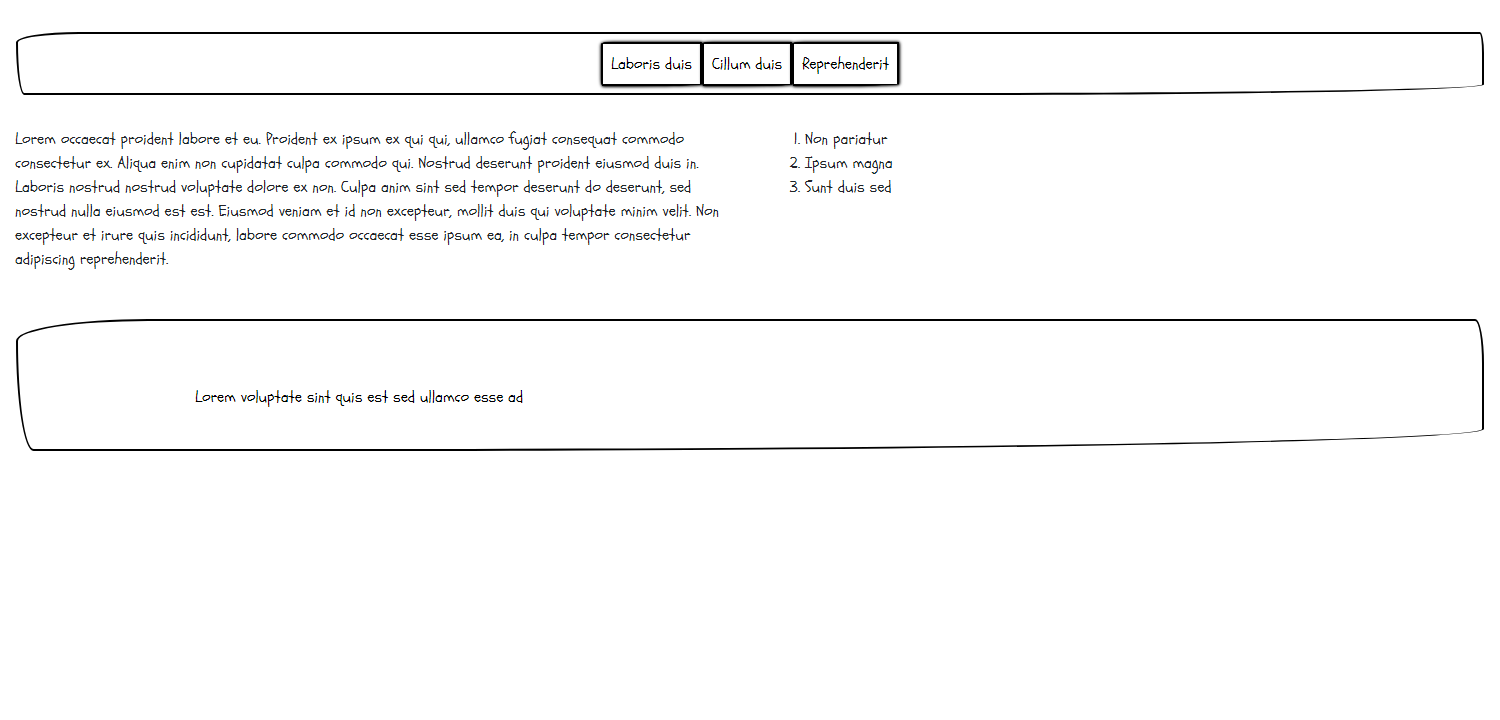 Laboris duis Cillum duis Reprehenderit
Lorem occaecat proident labore et eu. Proident ex ipsum ex qui qui, ullamco fugiat consequat commodo
consectetur ex. Aliqua enim non cupidatat culpa commodo qui. Nostrud deserunt proident eiusmod duis in.
Laboris nostrud nostrud voluptate dolore ex non. Culpa anim sint sed tempor deserunt do deserunt, sed
nostrud nulla eiusmod est est. Eiusmod veniam et id non excepteur, mollit duis qui voluptate minim velit. Non
excepteur et irure quis incididunt, labore commodo occaecat esse ipsum ea, in culpa tempor consectetur
adipiscing reprehenderit.
1. Non pariatur
2. Ipsum magna
3. Sunt duis sed
Lorem voluptate sint quis est sed ullamco esse ad